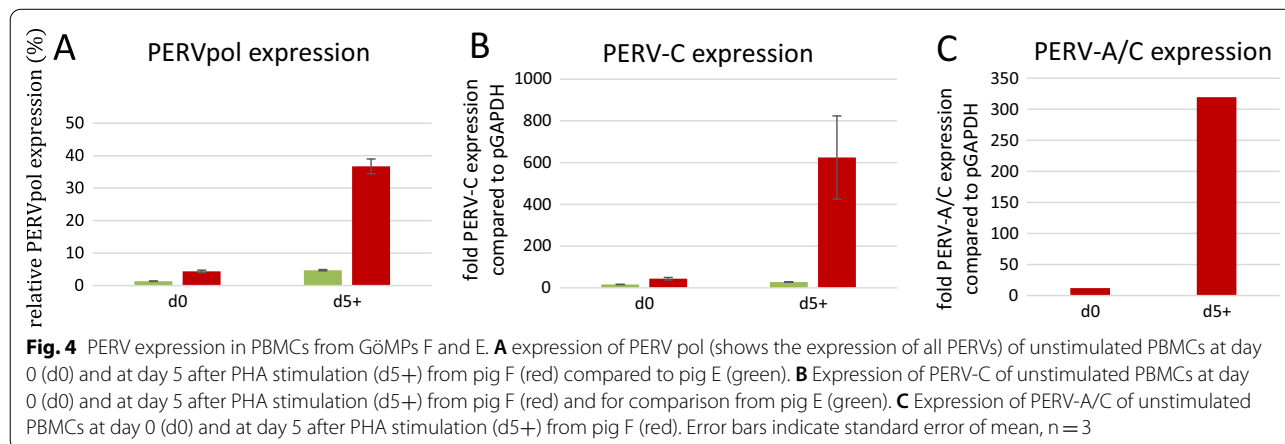 A
PERVpol expression
relative PERVpol expression (%)
50
40
30
20
10
0
d0
d5+
B
PERV-C expression
fold PERV-C expression
compared to pGAPDH
1000
800
600
400
200
0
d0
d5+
C
PERV-A/C expression
fold PERV-A/C expression
compared to pGAPDH
350
300
250
200
150
100
50
0
d0
d5+
Fig. 4 PERV expression in PBMCs from GöMPs F and E. A expression of PERV pol (shows the expression of all PERVs) of unstimulated PBMCs at day
0 (d0) and at day 5 after PHA stimulation (d5+) from pig F (red) compared to pig E (green). B Expression of PERV-C of unstimulated PBMCs at day
0 (d0) and at day 5 after PHA stimulation (d5+) from pig F (red) and for comparison from pig E (green). C Expression of PERV-A/C of unstimulated
PBMCs at day 0 (d0) and at day 5 after PHA stimulation (d5+) from pig F (red). Error bars indicate standard error of mean, n = 3